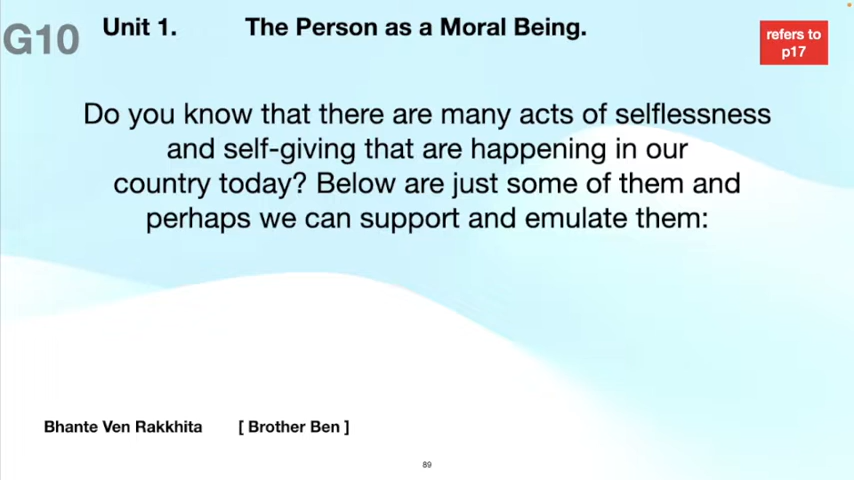 G10
Unit 1. The Person as a Moral Being.
refers to
p17
Do you know that there are many acts of selflessness
and self-giving that are happening in our
country today? Below are just some of them and
perhaps we can support and emulate them:
Bhante Ven Rakkhita [ Brother Ben ]
89